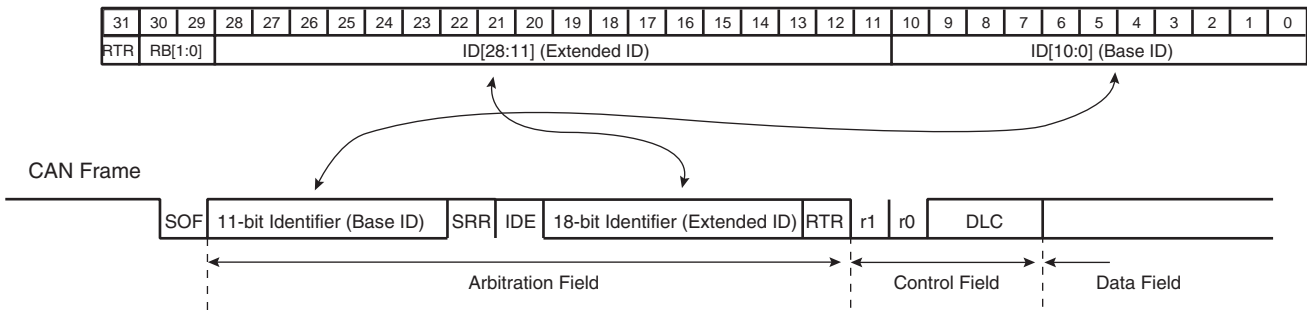 31 30 29 28 27 26 25 24 23 22 21 20 19 18 17 16 15 14 13 12 11 10 9 8 7 6 5 4 3 2 1 0
RTR RB[1:0] ID[28:11] (Extended ID) ID[10:0] (Base ID)
CAN Frame
SOF 11-bit Identifier (Base ID) SRR IDE 18-bit Identifier (Extended ID) RTR r1 r0 DLC
Arbitration Field Control Field Data Field